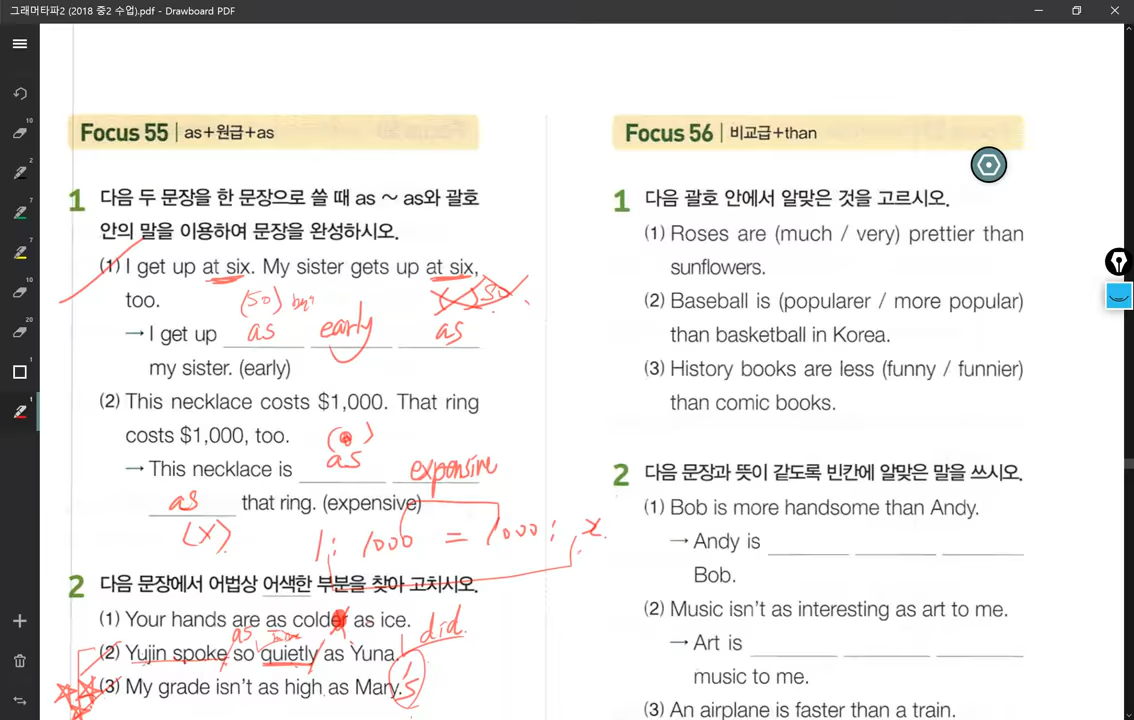 그래머타파2 (2018 중2 수업).pdf - Drawboard PDF
Focus 55 | as+원급+as
1 다음 두 문장을 한 문장으로 쓸 때 as ~ as와 괄호
안의 말을 이용하여 문장을 완성하시오.
(1) I get up at six. My sister gets up at six,
too.
(so)
→ I get up as early as
my sister. (early)
(2) This necklace costs $1,000. That ring
costs $1,000, too.
→ This necklace is as expensive
as that ring. (expensive)
(x)
1 : 1000 = 1000 : x
2 다음 문장에서 어법상 어색한 부분을 찾아 고치시오.
(1) Your hands are as colder as ice.
as did
(2) Yujin spoke so quietly as Yuna.
(3) My grade isn't as high as Mary.
's
Focus 56 | 비교급+than
1 다음 괄호 안에서 알맞은 것을 고르시오.
(1) Roses are (much / very) prettier than
sunflowers.
(2) Baseball is (popularer / more popular)
than basketball in Korea.
(3) History books are less (funny / funnier)
than comic books.
2 다음 문장과 뜻이 같도록 빈칸에 알맞은 말을 쓰시오.
(1) Bob is more handsome than Andy.
→ Andy is
Bob.
(2) Music isn't as interesting as art to me.
→ Art is
music to me.
(3) An airplane is faster than a train.